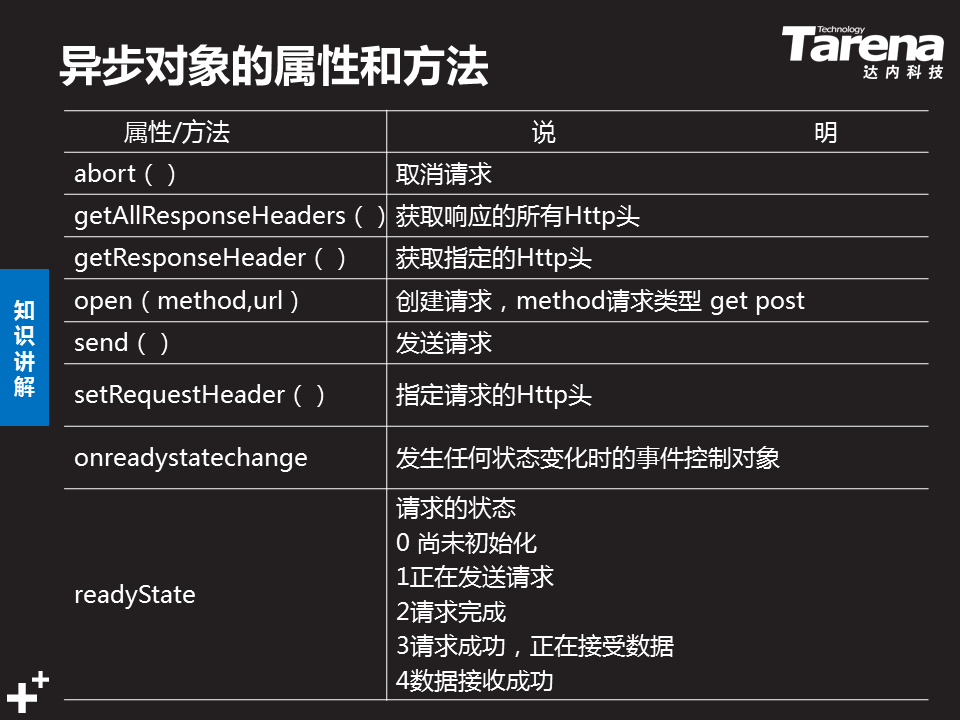 异步对象的属性和方法
Technology
Tarena
达内科技
属性/方法 说 明
abort（） 取消请求
getAllResponseHeaders（） 获取响应的所有Http头
getResponseHeader（） 获取指定的Http头
open（method,url） 创建请求，method请求类型 get post
send（） 发送请求
setRequestHeader（） 指定请求的Http头
onreadystatechange 发生任何状态变化时的事件控制对象
readyState
请求的状态
0 尚未初始化
1正在发送请求
2请求完成
3请求成功，正在接受数据
4数据接收成功
知识讲解